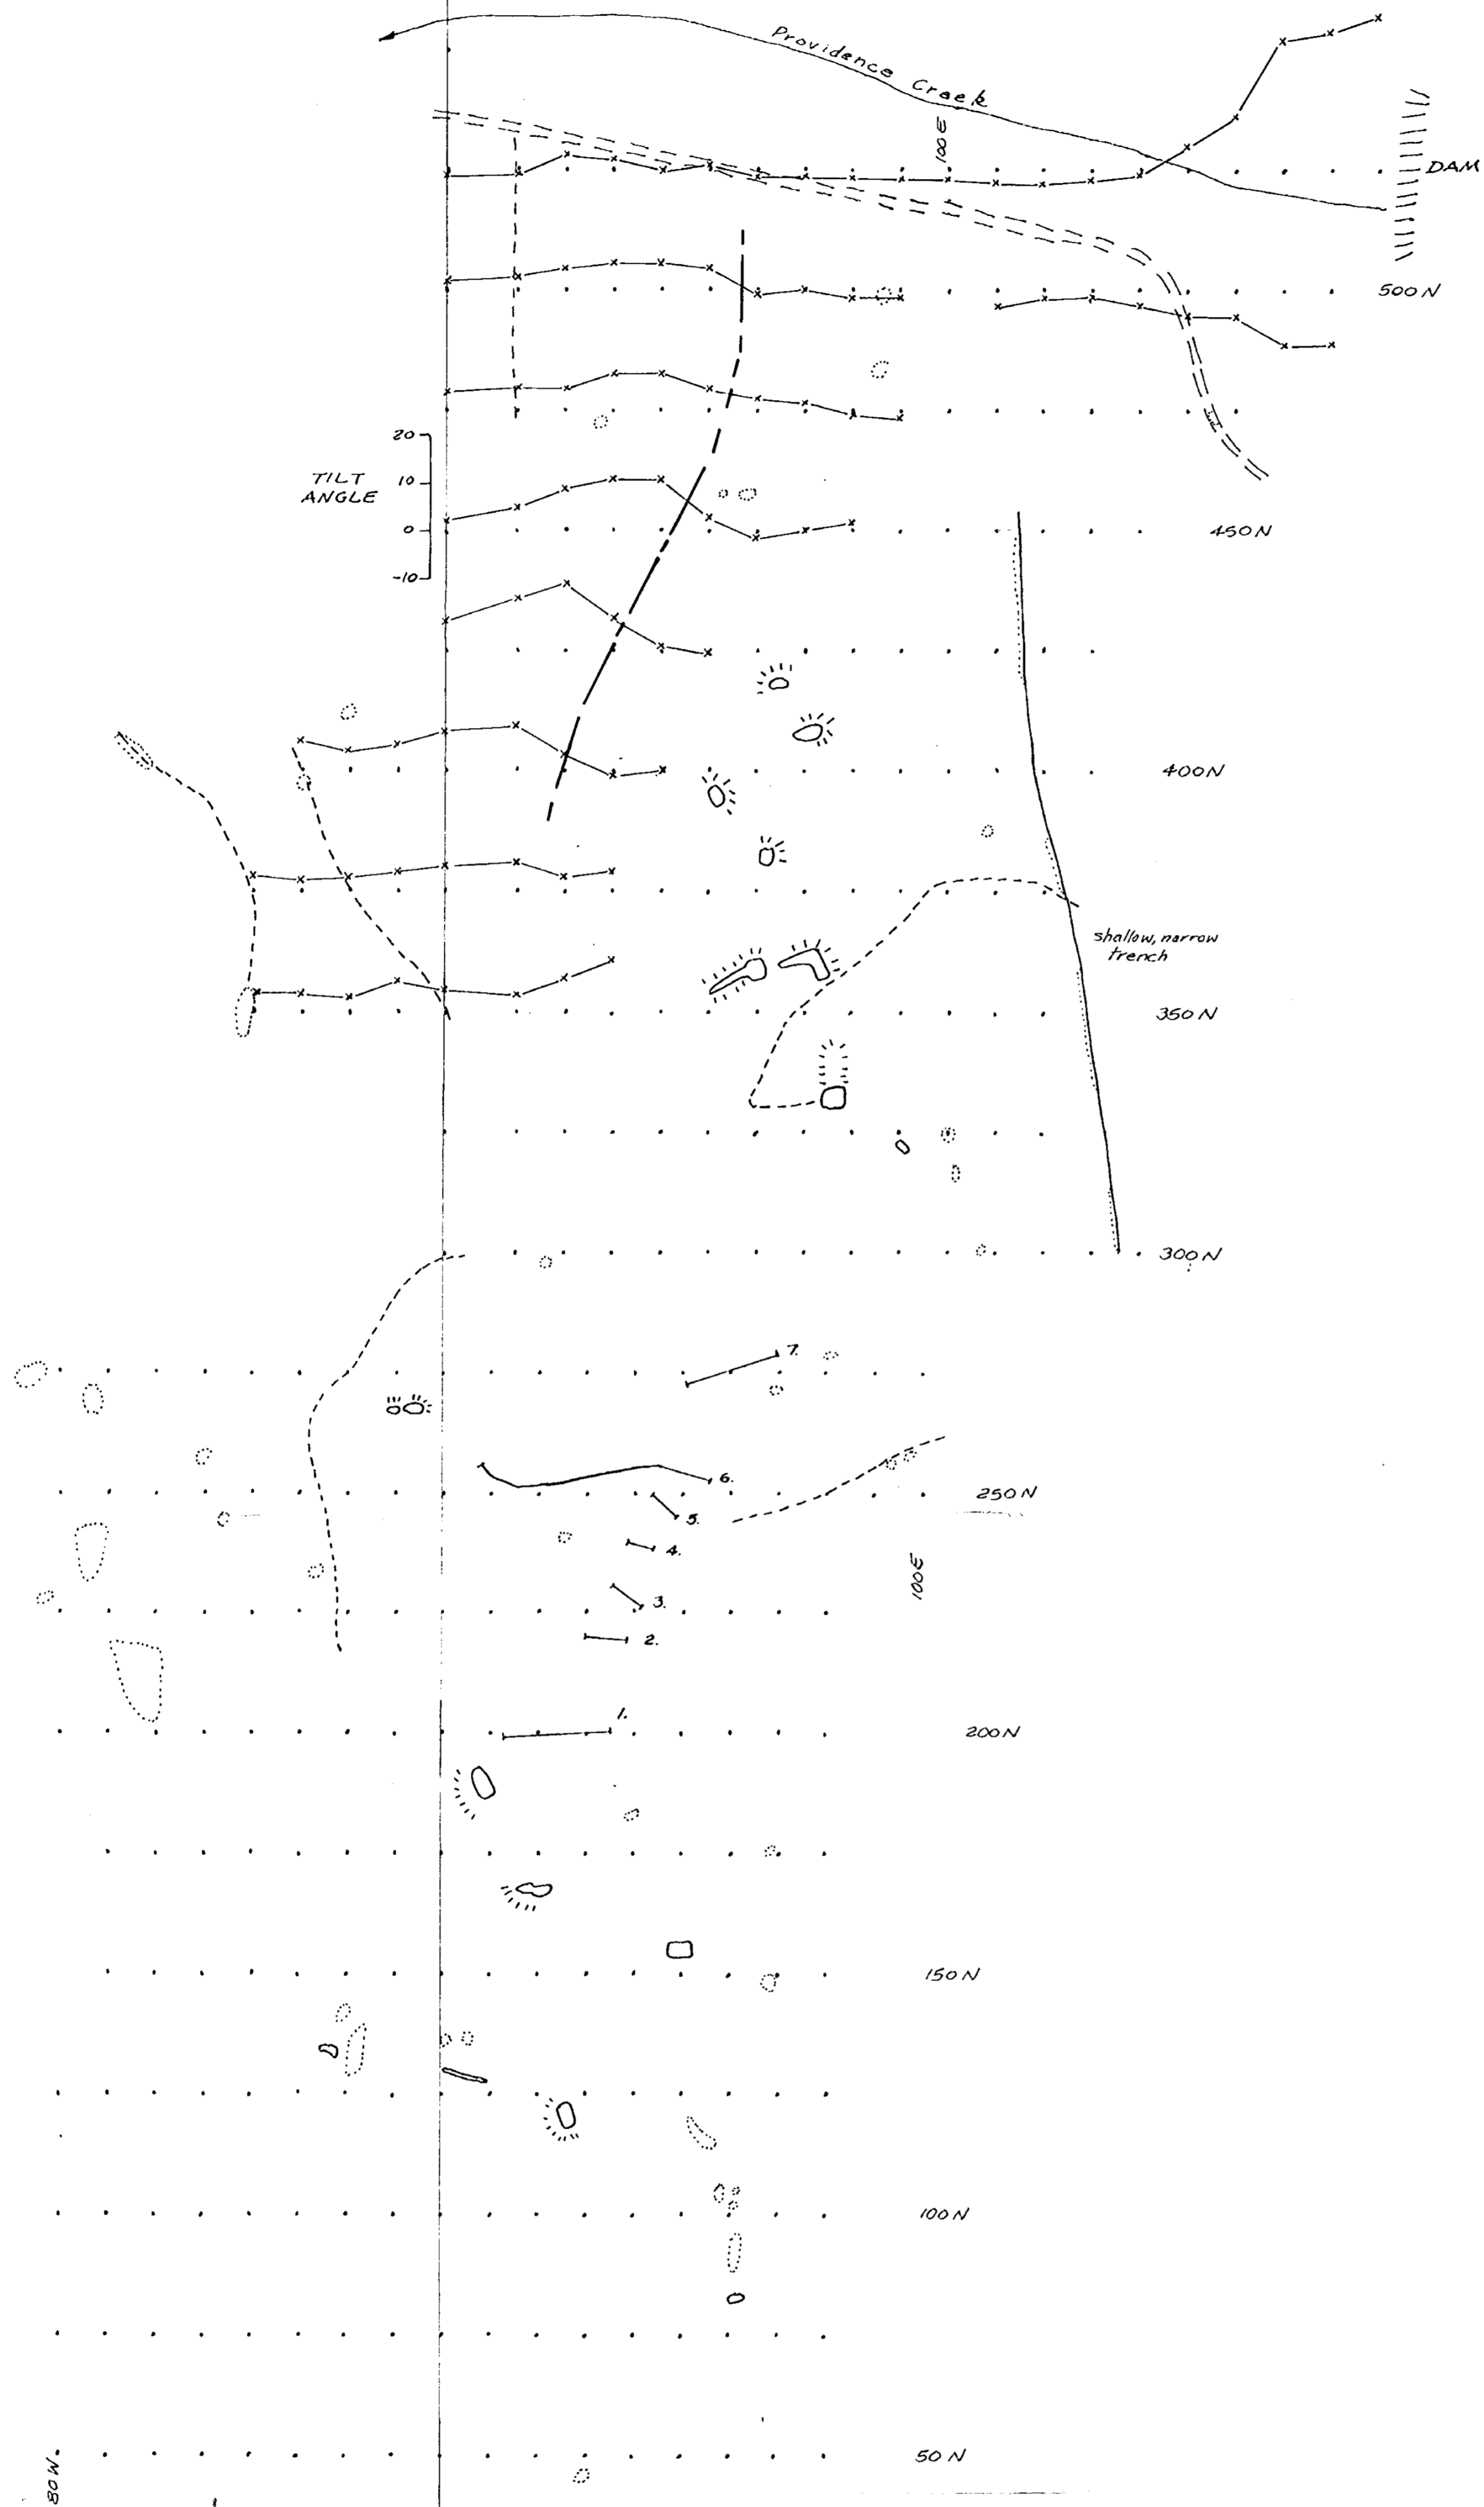 Providence Creek
100E
DAM
500N
20
TILT
ANGLE
10
0
-10
450N
400N
shallow, narrow
trench
350N
300N
7.
6.
250N
5.
4.
100E
3.
2.
1.
200N
150N
100N
50N
80W